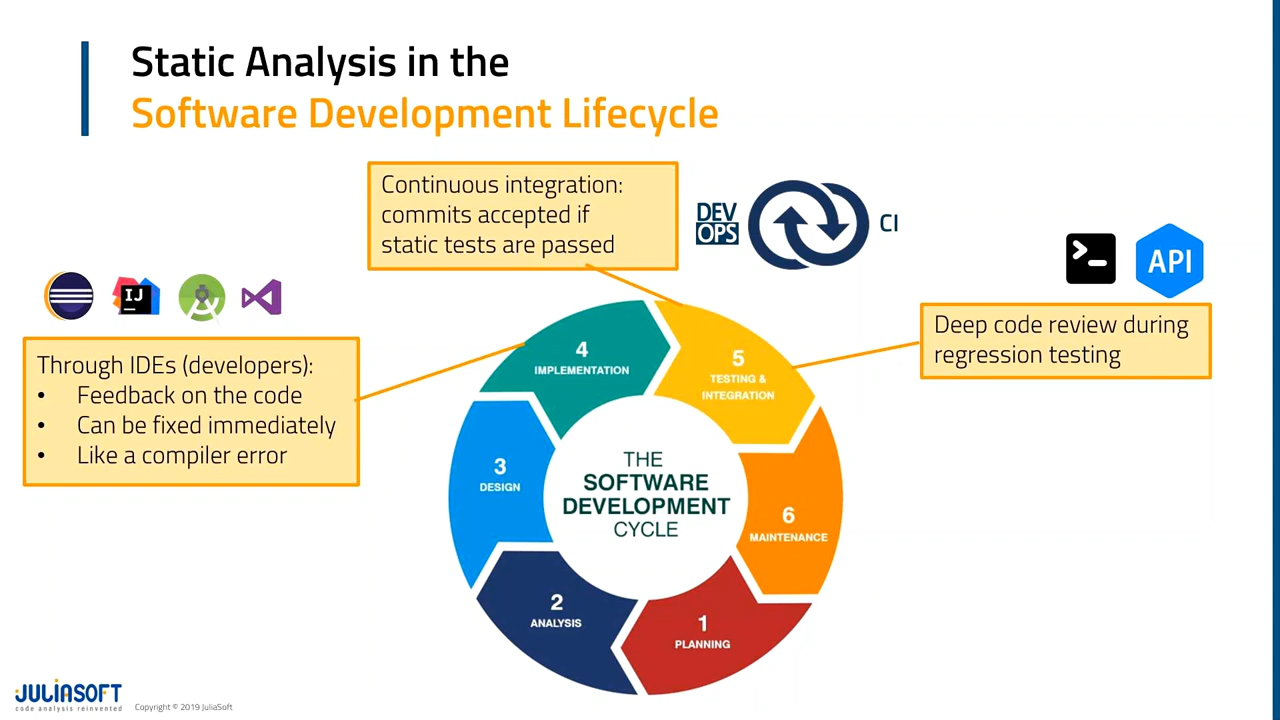 Static Analysis in the
Software Development Lifecycle
Continuous integration:
commits accepted if
static tests are passed
DEV
OPS
CI
>_
API
IJ
Deep code review during
regression testing
Through IDEs (developers):
• Feedback on the code
• Can be fixed immediately
• Like a compiler error
4
IMPLEMENTATION
5
TESTING &
INTEGRATION
3
DESIGN
THE
SOFTWARE
DEVELOPMENT
CYCLE
6
MAINTENANCE
2
ANALYSIS
1
PLANNING
JULIASOFT
code analysis reinvented
Copyright © 2019 JuliaSoft